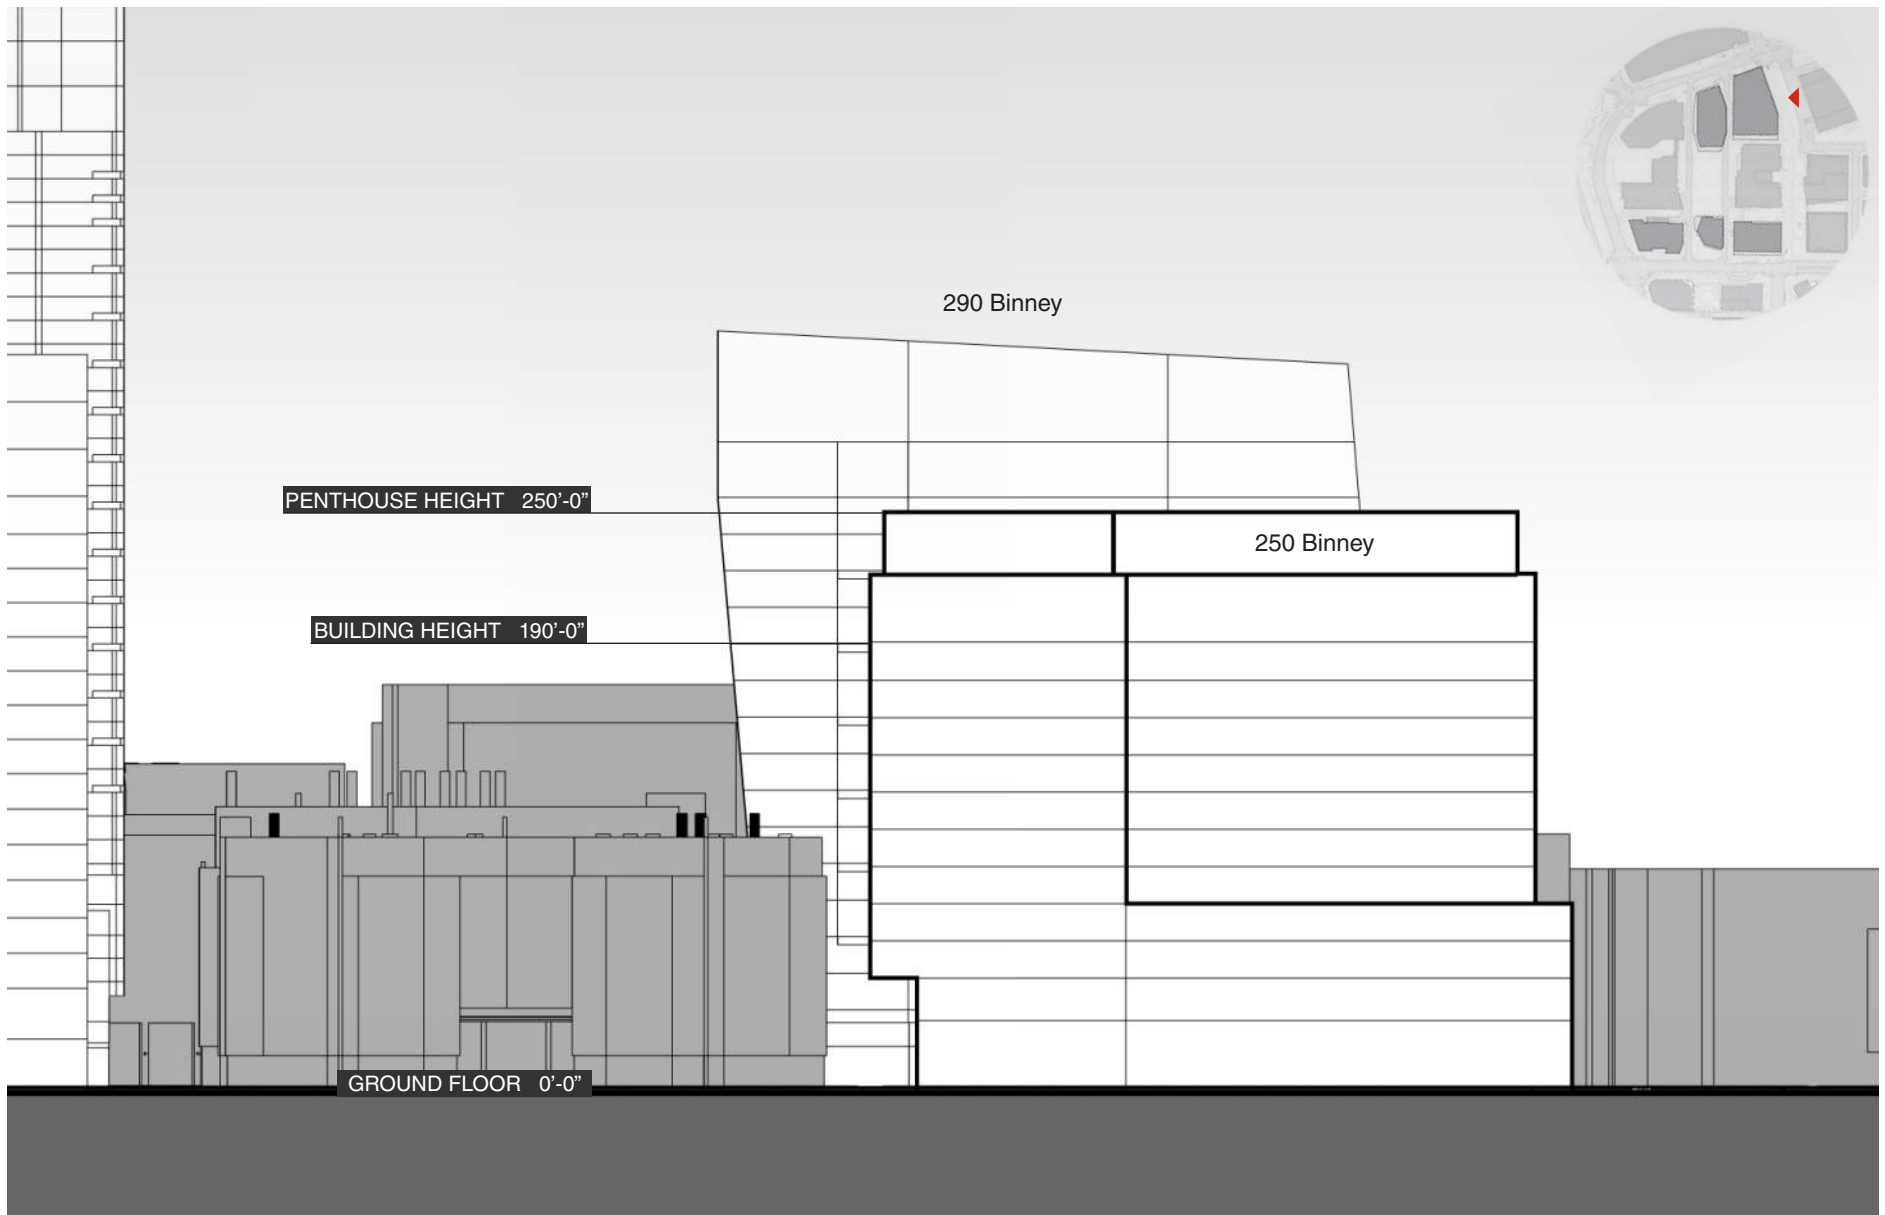 290 Binney
PENTHOUSE HEIGHT 250'-0”
250 Binney
BUILDING HEIGHT 190'-0”
GROUND FLOOR 0'-0”